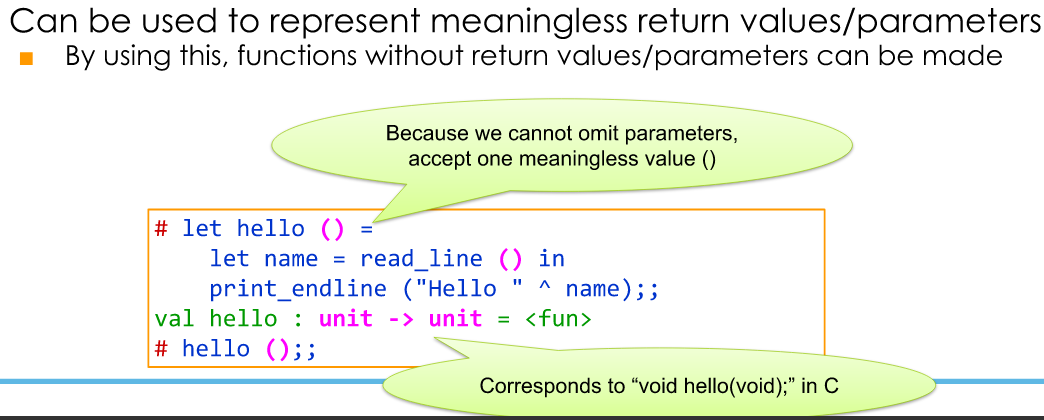 Can be used to represent meaningless return values/parameters
By using this, functions without return values/parameters can be made
Because we cannot omit parameters,
accept one meaningless value ()
# let hello () =
    let name = read_line () in
    print_endline ("Hello " ^ name);;
val hello : unit -> unit = <fun>
# hello ();;
Corresponds to “void hello(void);” in C